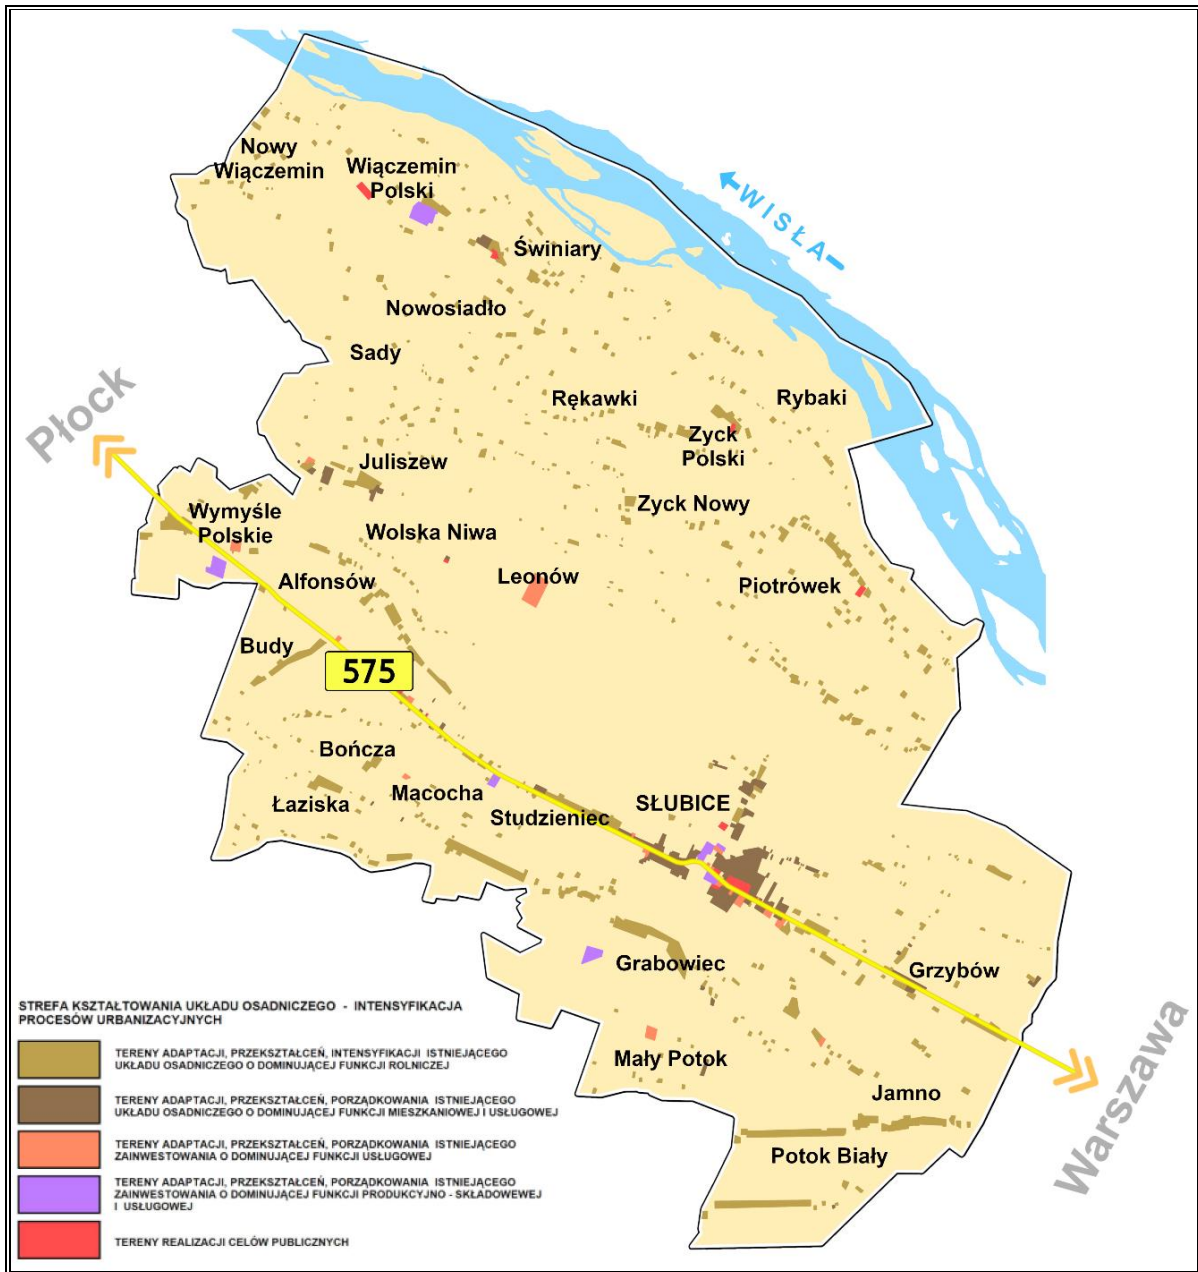 Nowy
Wiączemin
Wiączemin
Polski
WISŁA
Świniary
Nowosiadło
Sady
Płock
Rękawki
Rybaki
Zyck
Polski
Juliszew
Zyck Nowy
Wymyśle
Polskie
Wolska Niwa
Leonów
Alfonsów
Piotrówek
Budy
575
Bończa
Łaziska
Macocha
Studzieniec
SŁUBICE
Grabowiec
Grzybów
Mały Potok
Jamno
Potok Biały
Warszawa
STREFA KSZTAŁTOWANIA UKŁADU OSADNICZEGO - INTENSYFIKACJA
PROCESÓW URBANIZACYJNYCH
TERENY ADAPTACJI, PRZEKSZTAŁCEŃ, INTENSYFIKACJI ISTNIEJĄCEGO
UKŁADU OSADNICZEGO O DOMINUJĄCEJ FUNKCJI ROLNICZEJ
TERENY ADAPTACJI, PRZEKSZTAŁCEŃ, PORZĄDKOWANIA ISTNIEJĄCEGO
UKŁADU OSADNICZEGO O DOMINUJĄCEJ FUNKCJI MIESZKANIOWEJ I USŁUGOWEJ
TERENY ADAPTACJI, PRZEKSZTAŁCEŃ, PORZĄDKOWANIA ISTNIEJĄCEGO
ZAINWESTOWANIA O DOMINUJĄCEJ FUNKCJI USŁUGOWEJ
TERENY ADAPTACJI, PRZEKSZTAŁCEŃ, PORZĄDKOWANIA ISTNIEJĄCEGO
ZAINWESTOWANIA O DOMINUJĄCEJ FUNKCJI PRODUKCYJNO - SKŁADOWEWEJ
I USŁUGOWEJ
TERENY REALIZACJI CELÓW PUBLICZNYCH